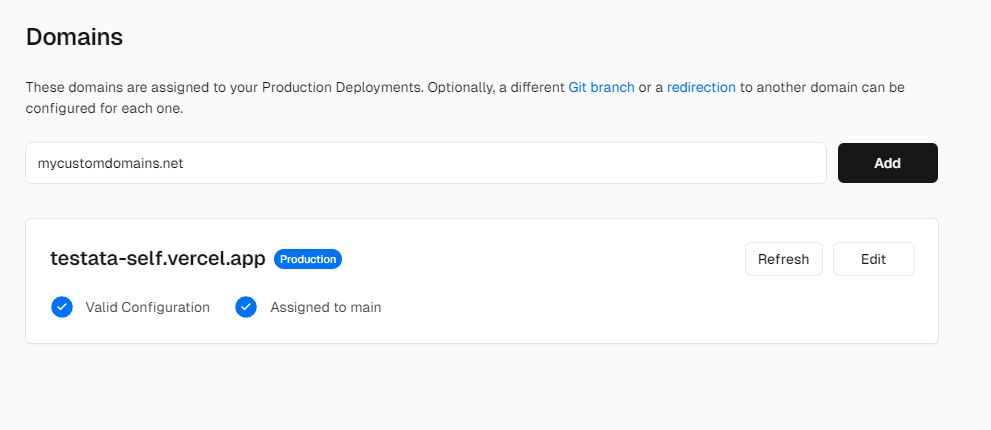 Domains
These domains are assigned to your Production Deployments. Optionally, a different Git branch or a redirection to another domain can be
configured for each one.
mycustomdomains.net
Add
testata-self.vercel.app Production
Refresh
Edit
Valid Configuration
Assigned to main